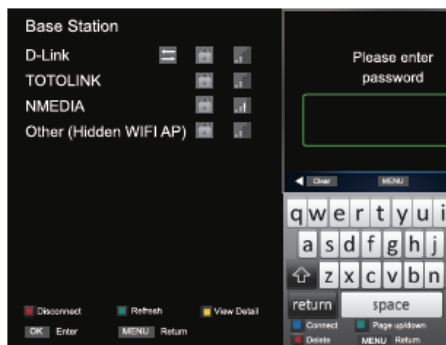 Base Station
D-Link
TOTOLINK
NMEDIA
Other (Hidden WIFI AP)
Disconnect Refresh View Detail
OK Enter MENU Return
Please enter
password
Clear MENU
q w e r t y u i
a s d f g h j
z x c v b n
return space
Connect Page up/down
Delete MENU Return